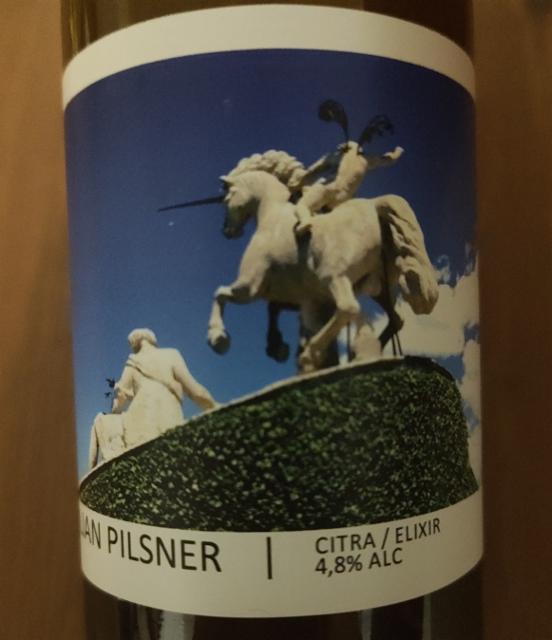 PILSNER | CITRA / ELIXIR
4,8% ALC